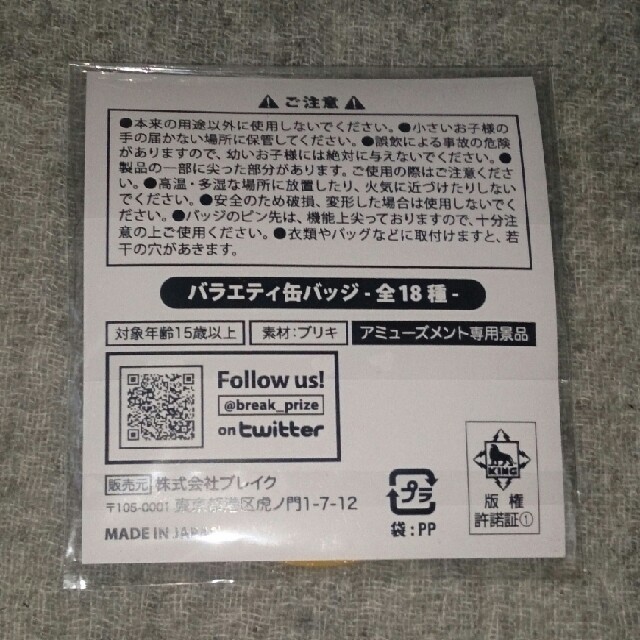 ⚠ ご注意 ⚠
●本来の用途以外に使用しないでください。●小さいお子様の
手の届かない場所に保管してください。●誤飲による事故の危険
がありますので、幼いお子様には絶対に与えないでください。●
製品の一部に尖った部分があります。ご使用の際はご注意くださ
い。●高温・多湿な場所に放置したり、火気に近づけたりしない
でください。●安全のため破損、変形した場合は使用しないでく
ださい。●バッジのピン先は、機能上尖っておりますので、十分注
意の上ご使用ください。●衣類やバッグなどに取付けますと、若
干の穴があきます。
バラエティ缶バッジ - 全18種 -
対象年齢15歳以上 素材:ブリキ アミューズメント専用景品
Follow us!
@break_prize
on twitter
販売元 株式会社ブレイク
〒105-0001 東京都港区虎ノ門1-7-12
MADE IN JAPAN
プラ
袋:PP
KING
版権
許諾証①